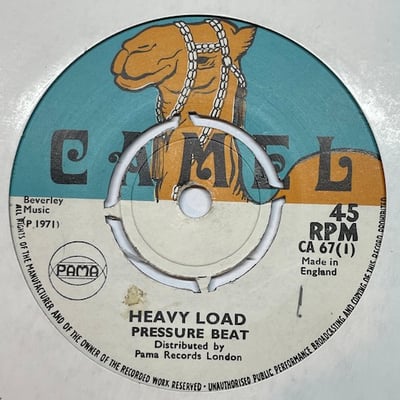 CAMEL
Beverley
Music
(P 1971)
45
RPM
CA 67(1)
Made in
England
PAMA
HEAVY LOAD
PRESSURE BEAT
Distributed by
Pama Records London
ALL RIGHTS OF THE MANUFACTURER AND OF THE OWNER OF THE RECORDED WORK RESERVED - UNAUTHORISED PUBLIC PERFORMANCE BROADCASTING AND COPYING OF THIS RECORD PROHIBITED